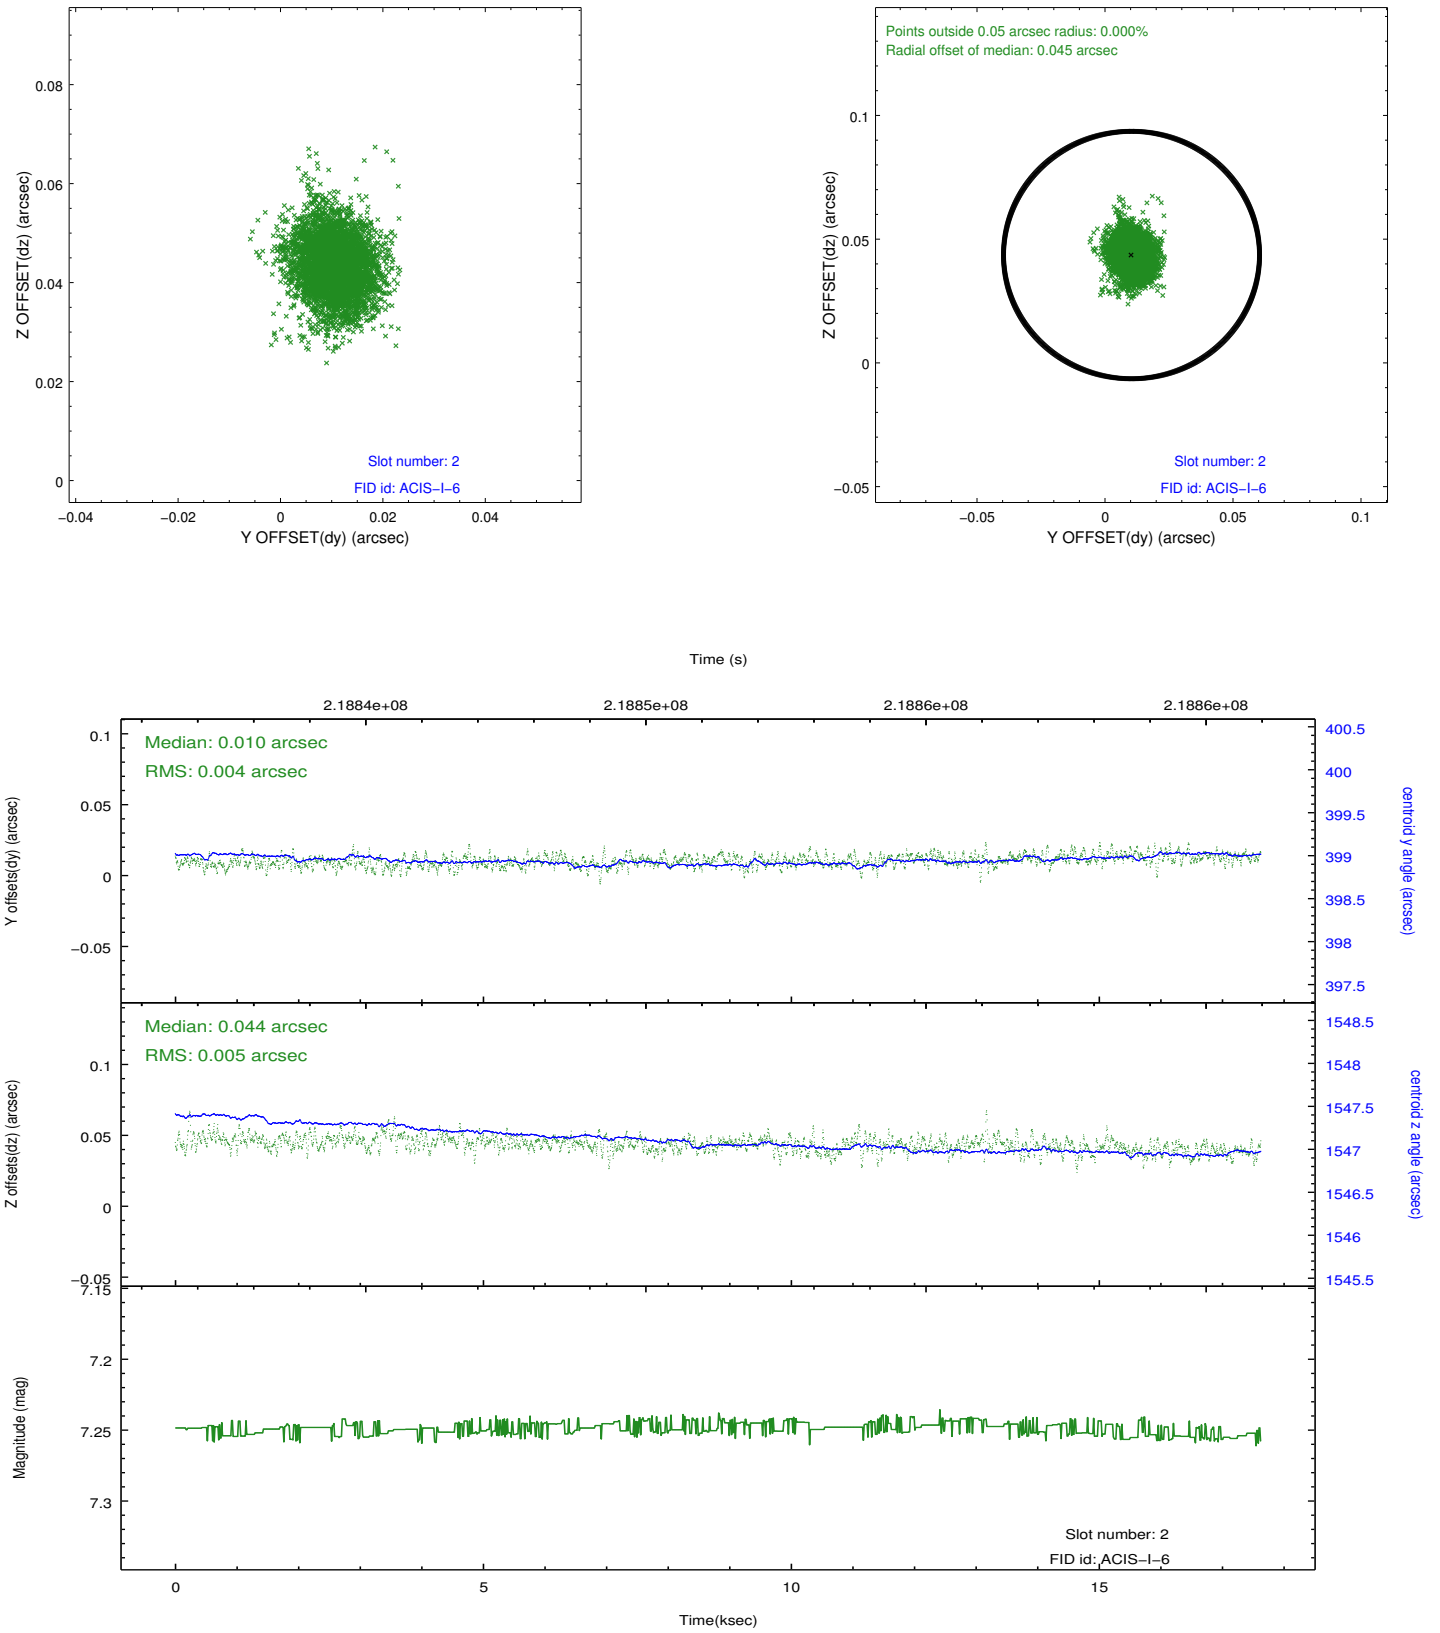 0.08
0.06
0.04
0.02
0
Z OFFSET(dz) (arcsec)
Slot number: 2
FID id: ACIS−I−6
−0.04 −0.02 0 0.02 0.04
Y OFFSET(dy) (arcsec)
Points outside 0.05 arcsec radius: 0.000%
Radial offset of median: 0.045 arcsec
0.1
0.05
0
−0.05
Z OFFSET(dz) (arcsec)
Slot number: 2
FID id: ACIS−I−6
−0.05 0 0.05 0.1
Y OFFSET(dy) (arcsec)
Time (s)
2.1884e+08 2.1885e+08 2.1886e+08 2.1886e+08
Median: 0.010 arcsec
RMS: 0.004 arcsec
0.1
0.05
0
−0.05
Y offsets(dy) (arcsec)
400.5
400
399.5
399
398.5
398
397.5
centroid y angle (arcsec)
Median: 0.044 arcsec
RMS: 0.005 arcsec
0.1
0.05
0
−0.05
Z offsets(dz) (arcsec)
1548.5
1548
1547.5
1547
1546.5
1546
1545.5
centroid z angle (arcsec)
7.15
7.2
7.25
7.3
Magnitude (mag)
Slot number: 2
FID id: ACIS−I−6
0 5 10 15
Time(ksec)